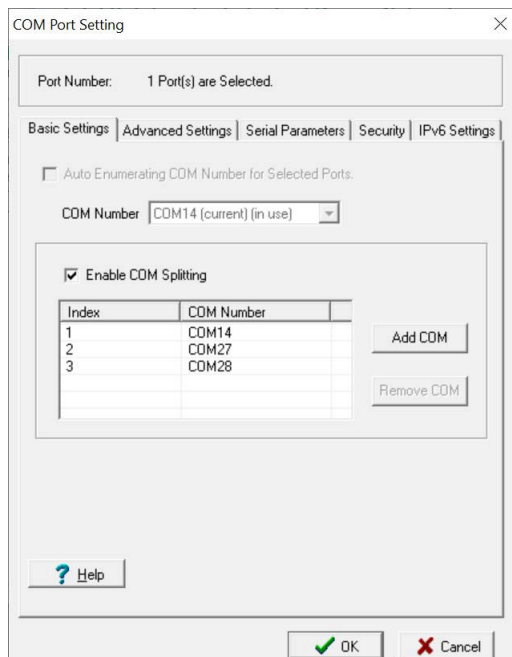 COM Port Setting
Port Number: 1 Port(s) are Selected.
Basic Settings Advanced Settings Serial Parameters Security IPv6 Settings
Auto Enumerating COM Number for Selected Ports.
COM Number COM14 (current) (in use)
Enable COM Splitting
Index COM Number
1 COM14
2 COM27
3 COM28
Add COM
Remove COM
Help
OK Cancel